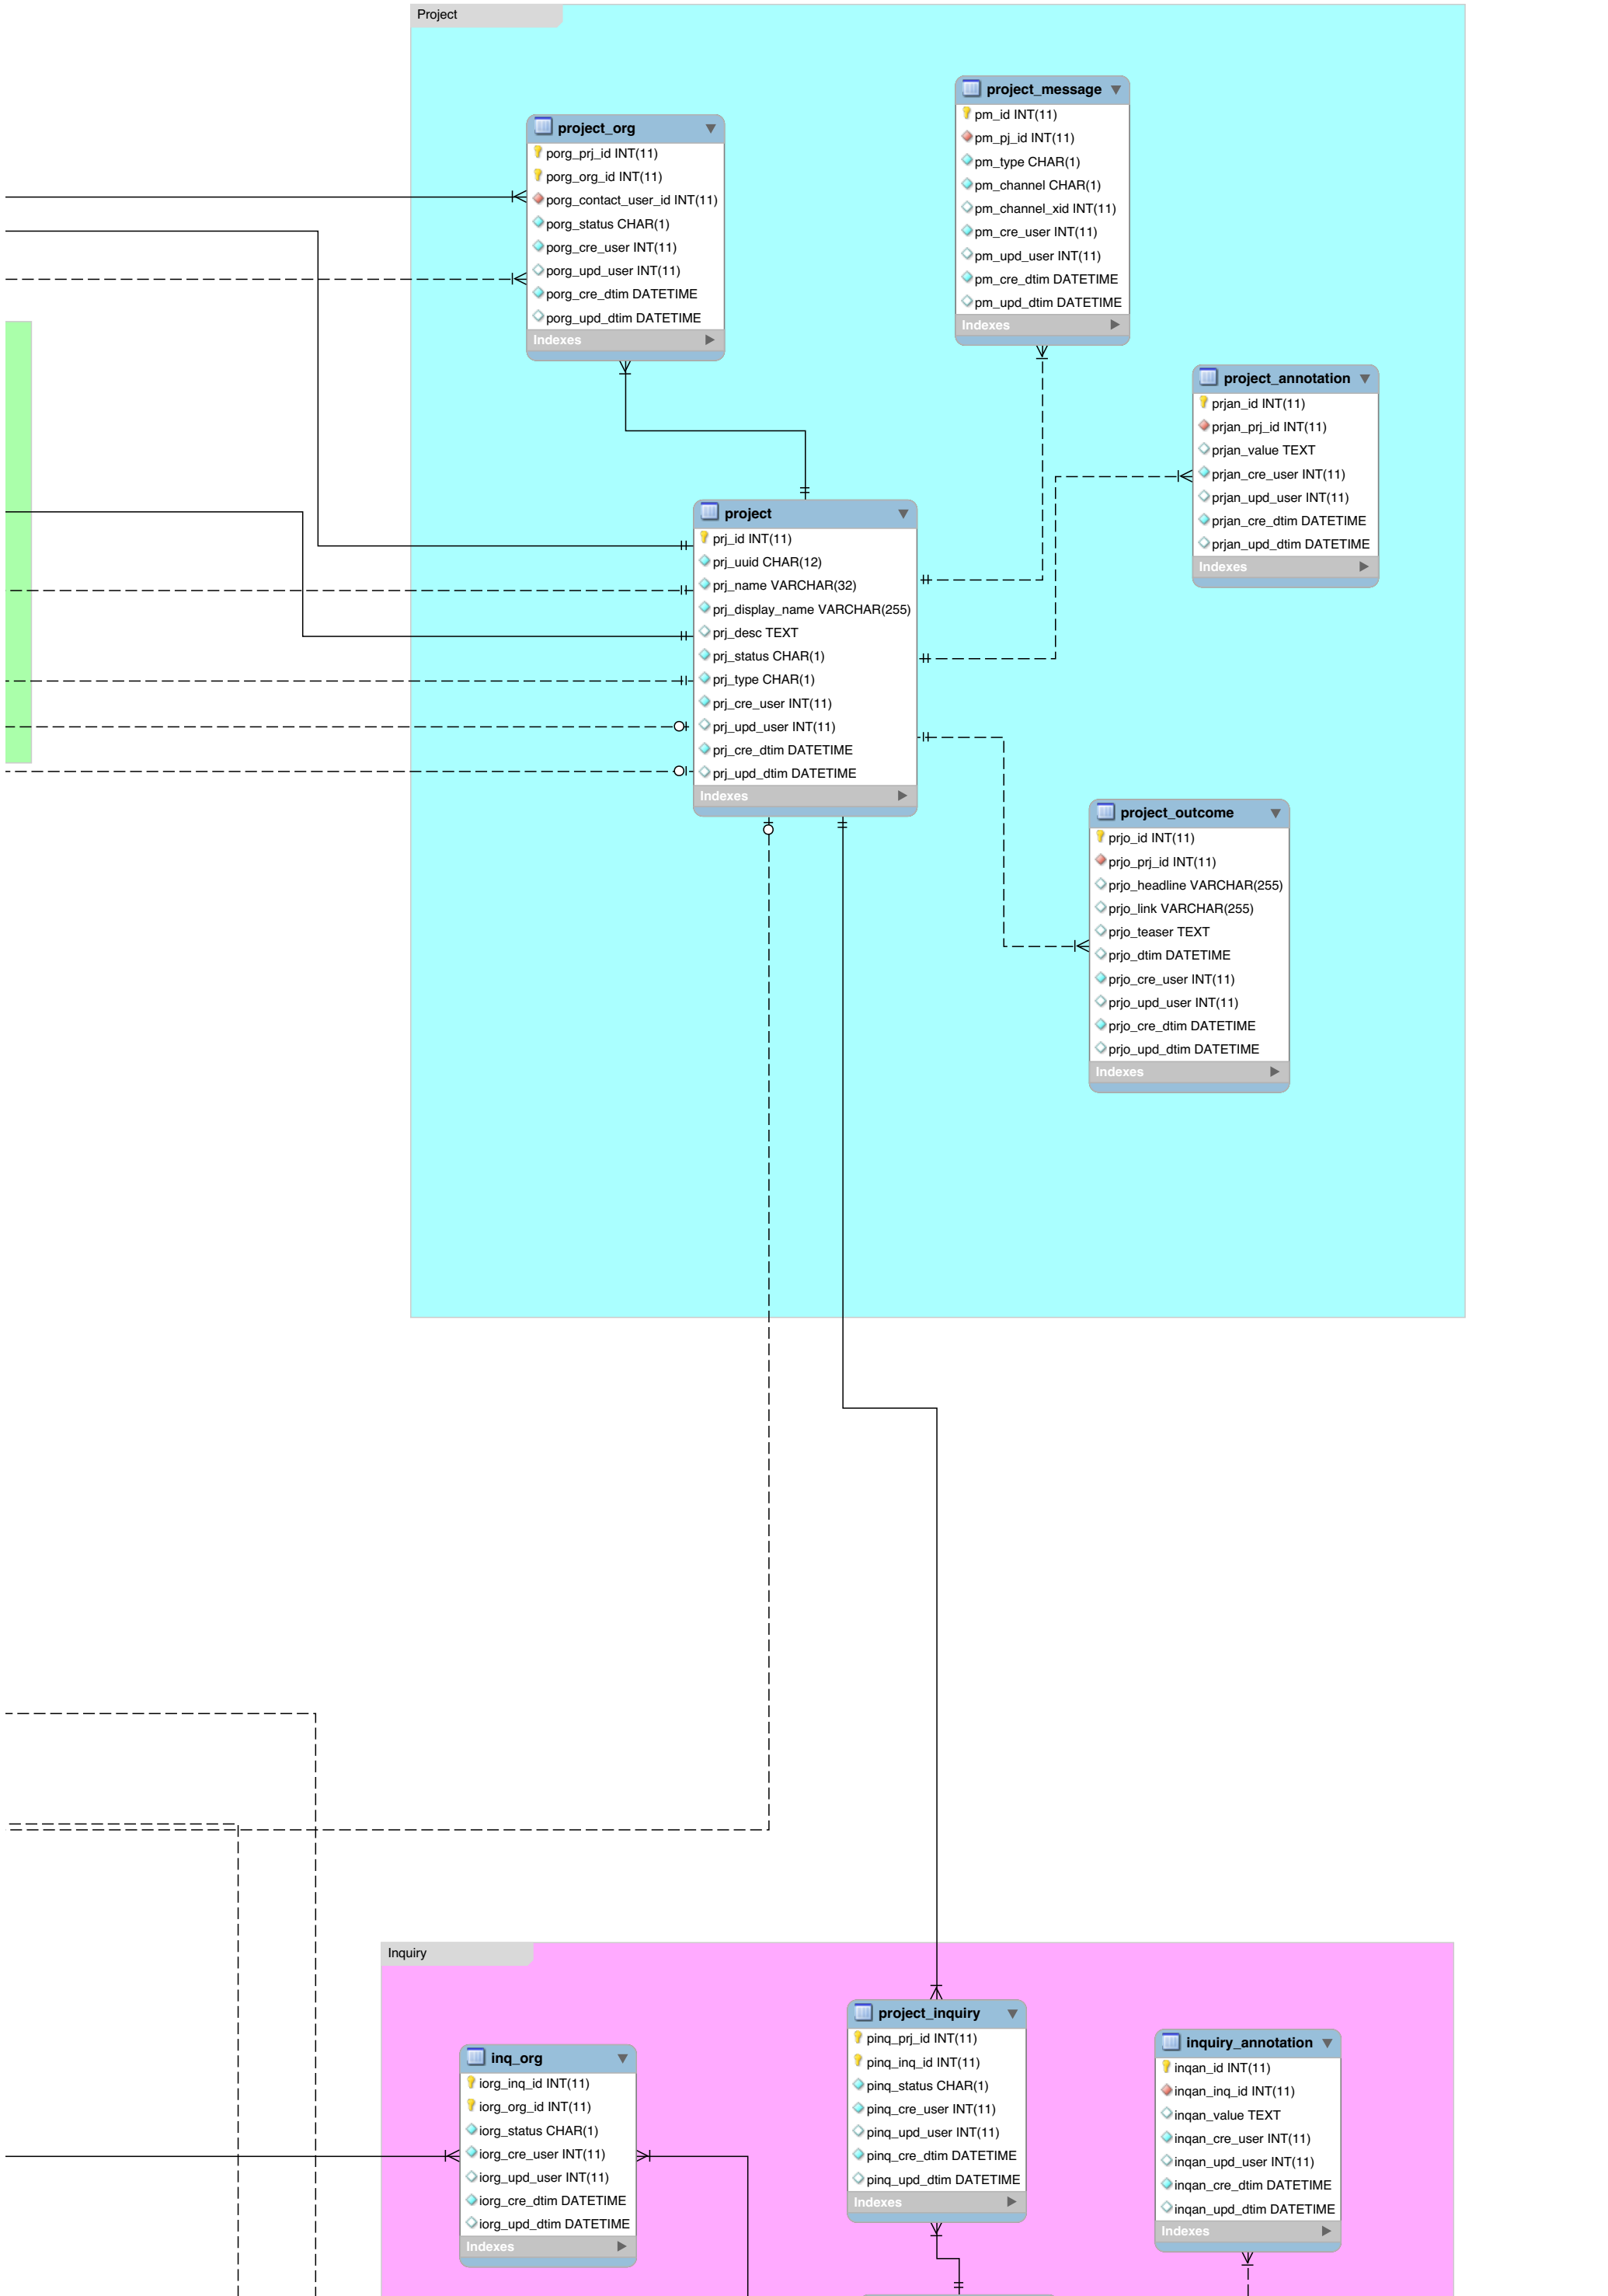 Project
project_message
pm_id INT(11)
pm_pj_id INT(11)
pm_type CHAR(1)
pm_channel CHAR(1)
pm_channel_xid INT(11)
pm_cre_user INT(11)
pm_upd_user INT(11)
pm_cre_dtim DATETIME
pm_upd_dtim DATETIME
Indexes
project_org
porg_prj_id INT(11)
porg_org_id INT(11)
porg_contact_user_id INT(11)
porg_status CHAR(1)
porg_cre_user INT(11)
porg_upd_user INT(11)
porg_cre_dtim DATETIME
porg_upd_dtim DATETIME
Indexes
project_annotation
prjan_id INT(11)
prjan_prj_id INT(11)
prjan_value TEXT
prjan_cre_user INT(11)
prjan_upd_user INT(11)
prjan_cre_dtim DATETIME
prjan_upd_dtim DATETIME
Indexes
project
prj_id INT(11)
prj_uuid CHAR(12)
prj_name VARCHAR(32)
prj_display_name VARCHAR(255)
prj_desc TEXT
prj_status CHAR(1)
prj_type CHAR(1)
prj_cre_user INT(11)
prj_upd_user INT(11)
prj_cre_dtim DATETIME
prj_upd_dtim DATETIME
Indexes
project_outcome
prjo_id INT(11)
prjo_prj_id INT(11)
prjo_headline VARCHAR(255)
prjo_link VARCHAR(255)
prjo_teaser TEXT
prjo_dtim DATETIME
prjo_cre_user INT(11)
prjo_upd_user INT(11)
prjo_cre_dtim DATETIME
prjo_upd_dtim DATETIME
Indexes
Inquiry
project_inquiry
pinq_prj_id INT(11)
pinq_inq_id INT(11)
pinq_status CHAR(1)
pinq_cre_user INT(11)
pinq_upd_user INT(11)
pinq_cre_dtim DATETIME
pinq_upd_dtim DATETIME
Indexes
inquiry_annotation
inqan_id INT(11)
inqan_inq_id INT(11)
inqan_value TEXT
inqan_cre_user INT(11)
inqan_upd_user INT(11)
inqan_cre_dtim DATETIME
inqan_upd_dtim DATETIME
Indexes
inq_org
iorg_inq_id INT(11)
iorg_org_id INT(11)
iorg_status CHAR(1)
iorg_cre_user INT(11)
iorg_upd_user INT(11)
iorg_cre_dtim DATETIME
iorg_upd_dtim DATETIME
Indexes